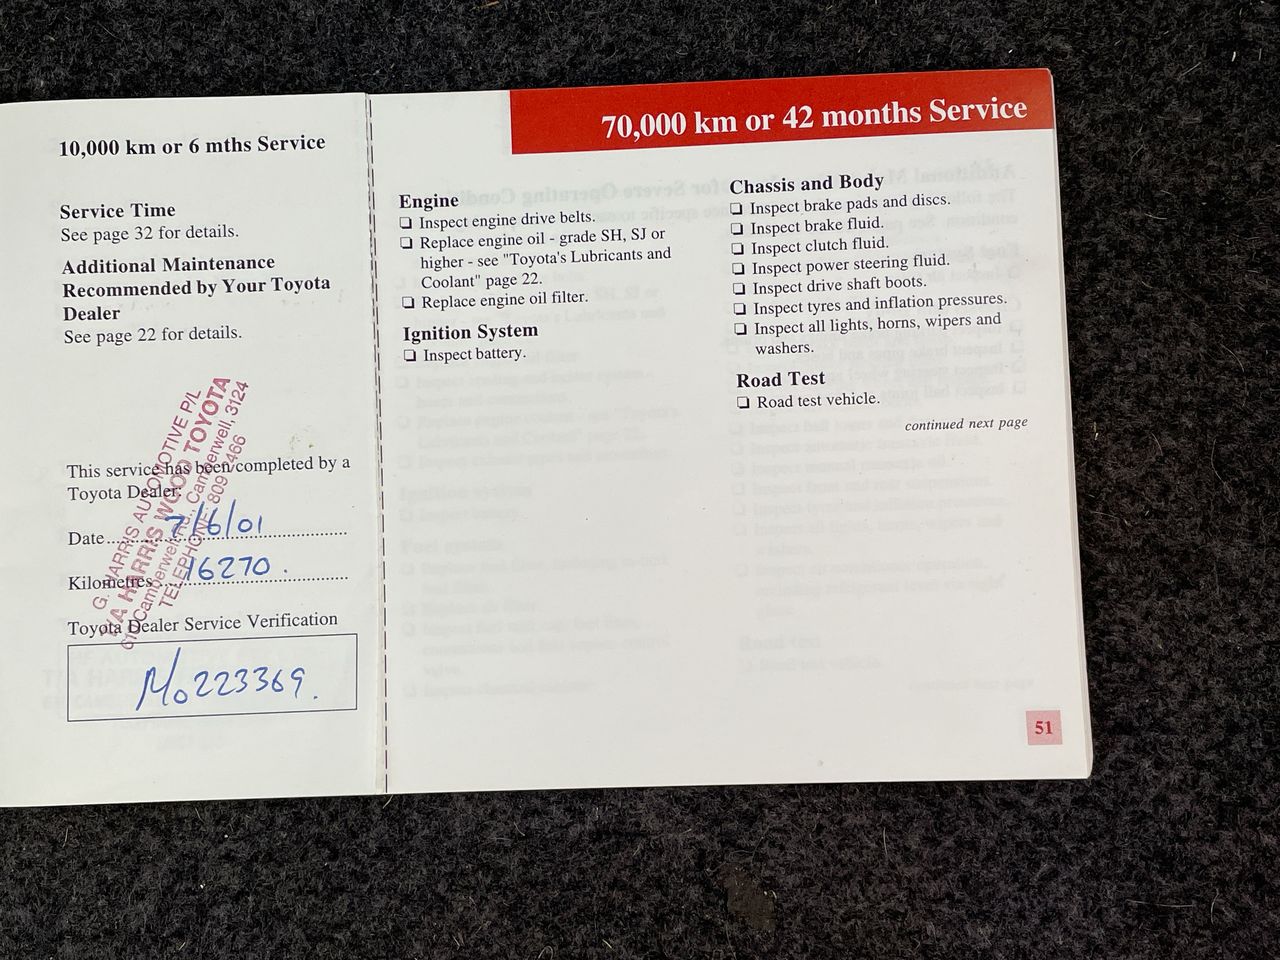 10,000 km or 6 mths Service
Service Time
See page 32 for details.
Additional Maintenance
Recommended by Your Toyota
Dealer
See page 22 for details.
G. HARRIS AUTOMOTIVE P/L
T/A HARRIS WOOD TOYOTA
Camberwell Rd., Camberwell, 3124
TELEPHONE
This service has been completed by a
Toyota Dealer:
Date 7/6/01
Kilometres 16270.
Toyota Dealer Service Verification
223369.
70,000 km or 42 months Service
Engine
❏ Inspect engine drive belts.
❏ Replace engine oil - grade SH, SJ or
higher - see "Toyota's Lubricants and
Coolant" page 22.
❏ Replace engine oil filter.
Ignition System
❏ Inspect battery.
Chassis and Body
❏ Inspect brake pads and discs.
❏ Inspect brake fluid.
❏ Inspect clutch fluid.
❏ Inspect power steering fluid.
❏ Inspect drive shaft boots.
❏ Inspect tyres and inflation pressures.
❏ Inspect all lights, horns, wipers and
washers.
Road Test
❏ Road test vehicle.
continued next page
51